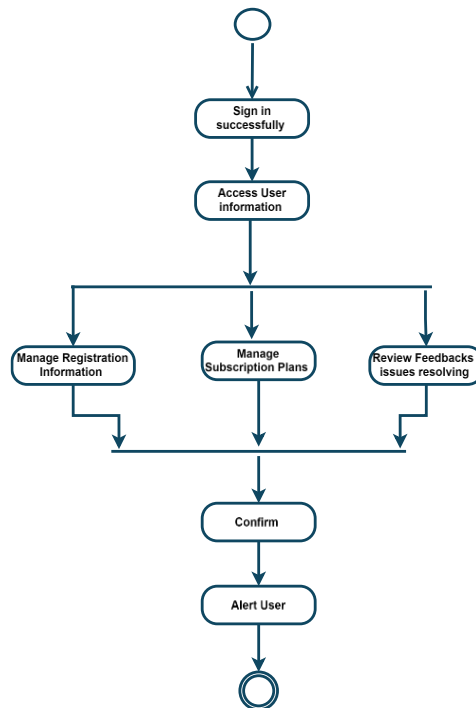 Sign in
successfully
Access User
information
Manage Registration
Information
Manage
Subscription Plans
Review Feedbacks
issues resolving
Confirm
Alert User